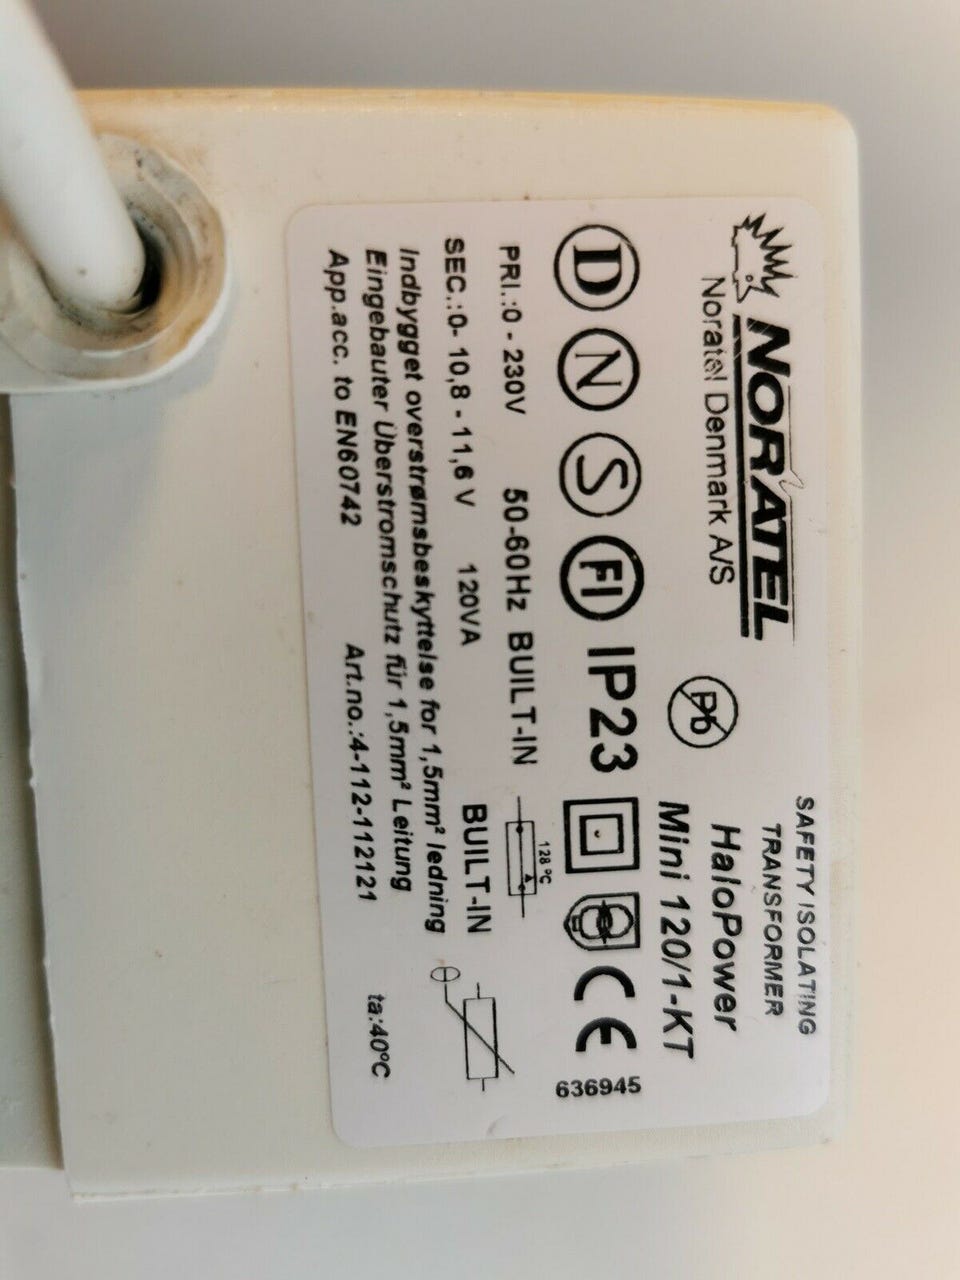 NORATEL
Noratel Denmark A/S
SAFETY ISOLATING
TRANSFORMER
HaloPower
Mini 120/1-KT
Pb
D N S FI IP23 CE
636945
PRI.:0 - 230V 50-60Hz BUILT-IN
128 °C
SEC.:0- 10,8 - 11,6 V 120VA BUILT-IN
Indbygget overstrømsbeskyttelse for 1,5mm² ledning
Eingebauter Überstromschutz für 1,5mm² Leitung
App.acc. to EN60742 Art.no.:4-112-112121 ta:40°C